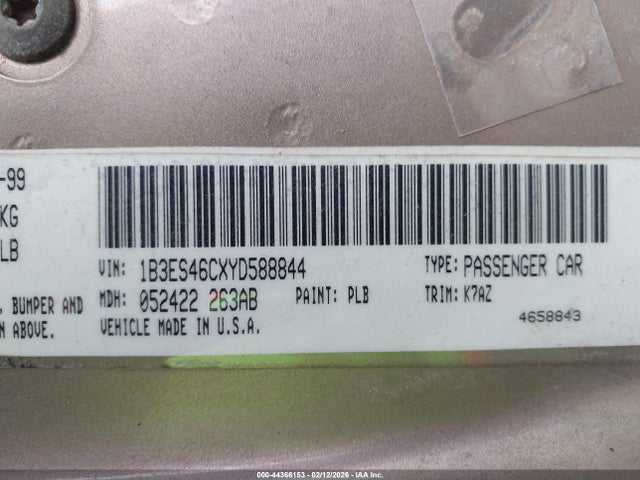 -99
KG
LB
VIN: 1B3ES46CXYD588844 TYPE: PASSENGER CAR
, BUMPER AND MDH: 052422 263AB PAINT: PLB TRIM: K7AZ
N ABOVE. VEHICLE MADE IN U.S.A. 4658843
000-44366153 - 02/12/2026 - IAA Inc.